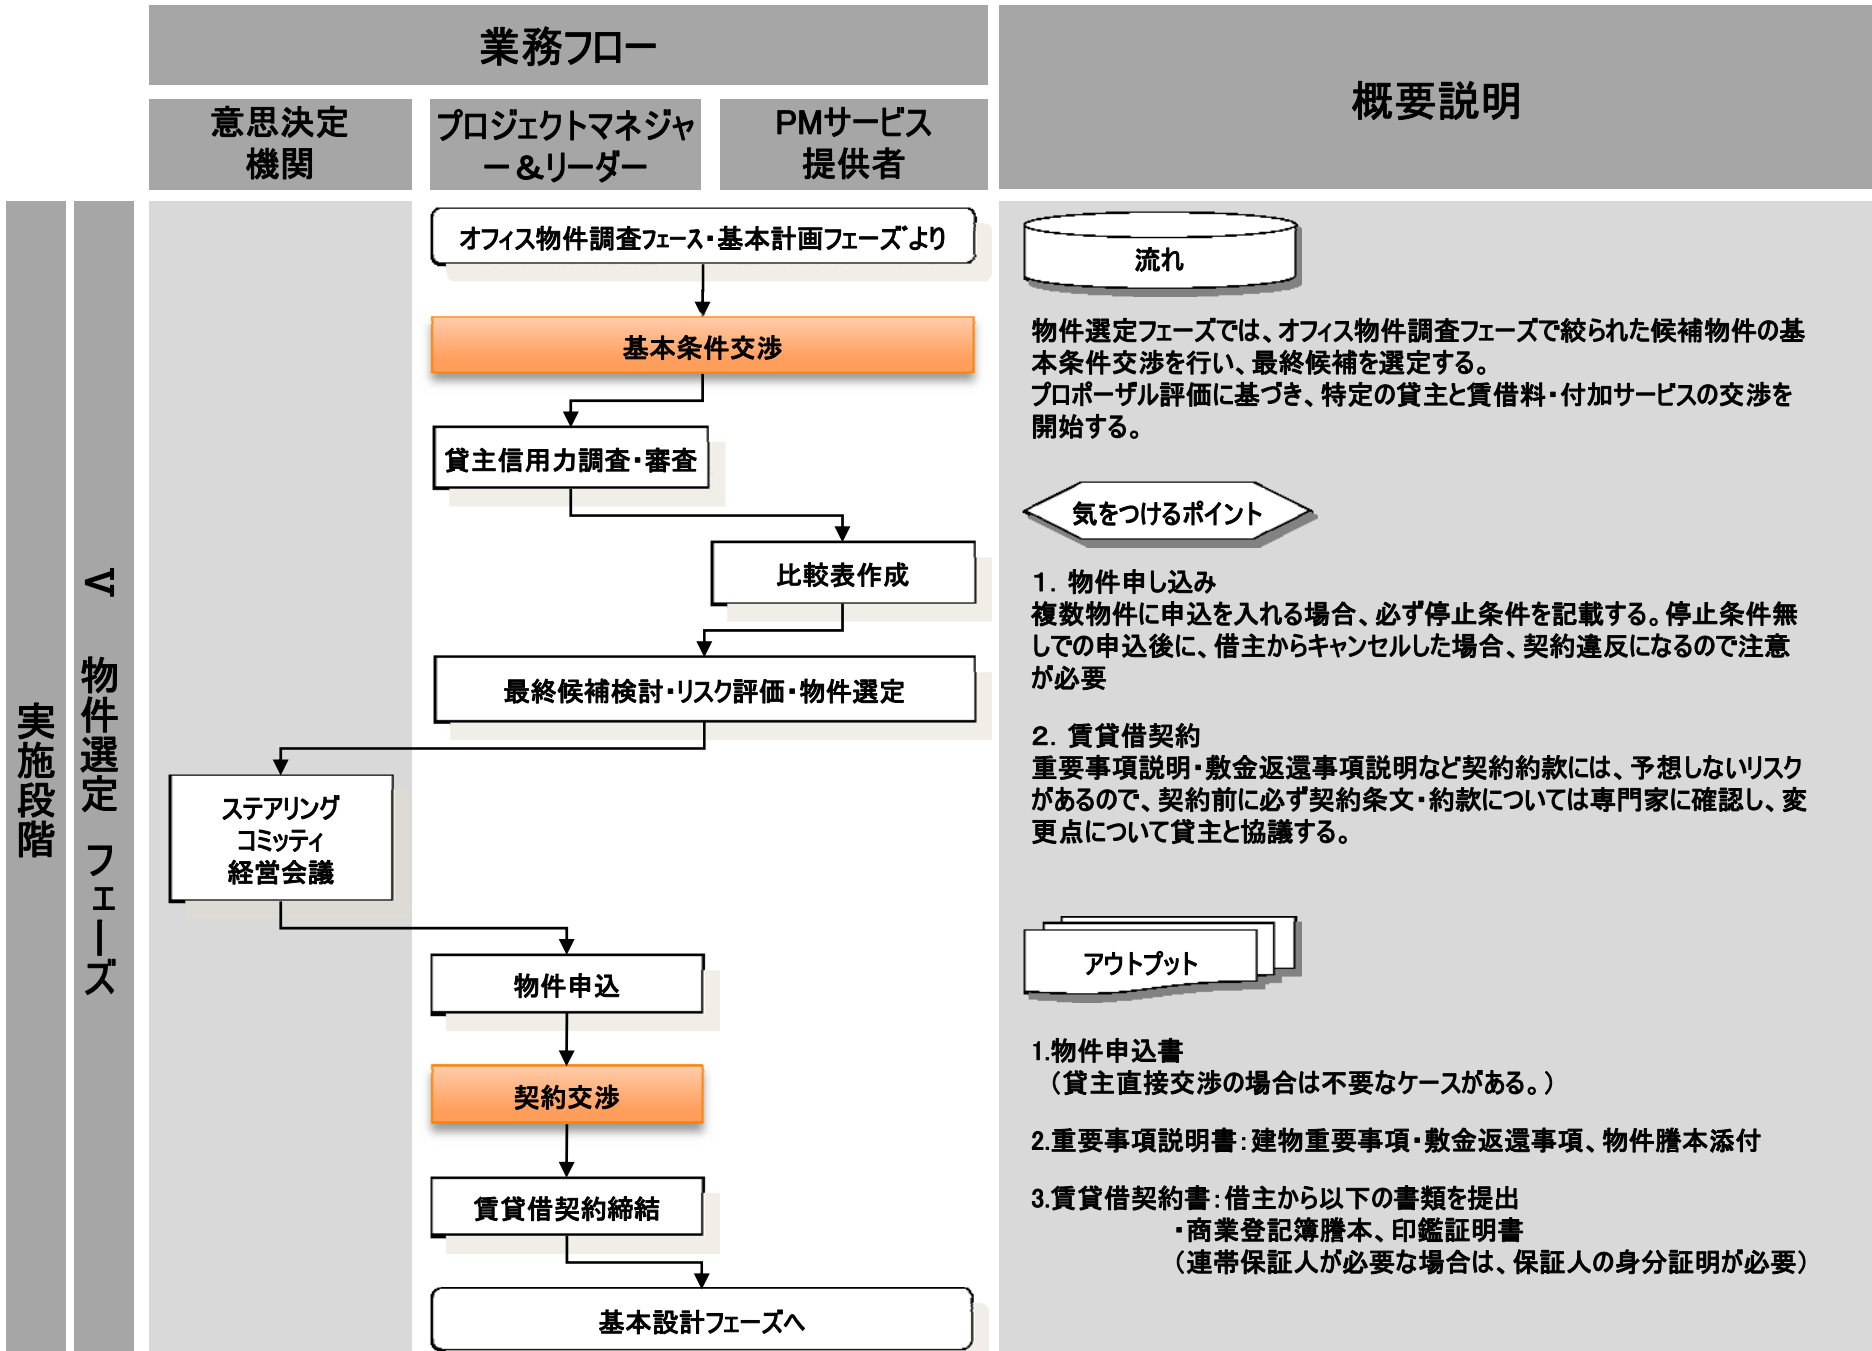 業務フロー
概要説明
意思決定
機関
プロジェクトマネジャ
ー＆リーダー
PMサービス
提供者
実施段階
Ⅴ 物件選定 フェーズ
オフィス物件調査フェース・基本計画フェーズより
基本条件交渉
貸主信用力調査・審査
比較表作成
最終候補検討・リスク評価・物件選定
ステアリング
コミッティ
経営会議
物件申込
契約交渉
賃貸借契約締結
基本設計フェーズへ
流れ
物件選定フェーズでは、オフィス物件調査フェーズで絞られた候補物件の基
本条件交渉を行い、最終候補を選定する。
プロポーザル評価に基づき、特定の貸主と賃借料・付加サービスの交渉を
開始する。
気をつけるポイント
１．物件申し込み
複数物件に申込を入れる場合、必ず停止条件を記載する。停止条件無
しでの申込後に、借主からキャンセルした場合、契約違反になるので注意
が必要
２．賃貸借契約
重要事項説明・敷金返還事項説明など契約約款には、予想しないリスク
があるので、契約前に必ず契約条文・約款については専門家に確認し、変
更点について貸主と協議する。
アウトプット
1.物件申込書
（貸主直接交渉の場合は不要なケースがある。）
2.重要事項説明書：建物重要事項・敷金返還事項、物件謄本添付
3.賃貸借契約書：借主から以下の書類を提出
・商業登記簿謄本、印鑑証明書
（連帯保証人が必要な場合は、保証人の身分証明が必要）